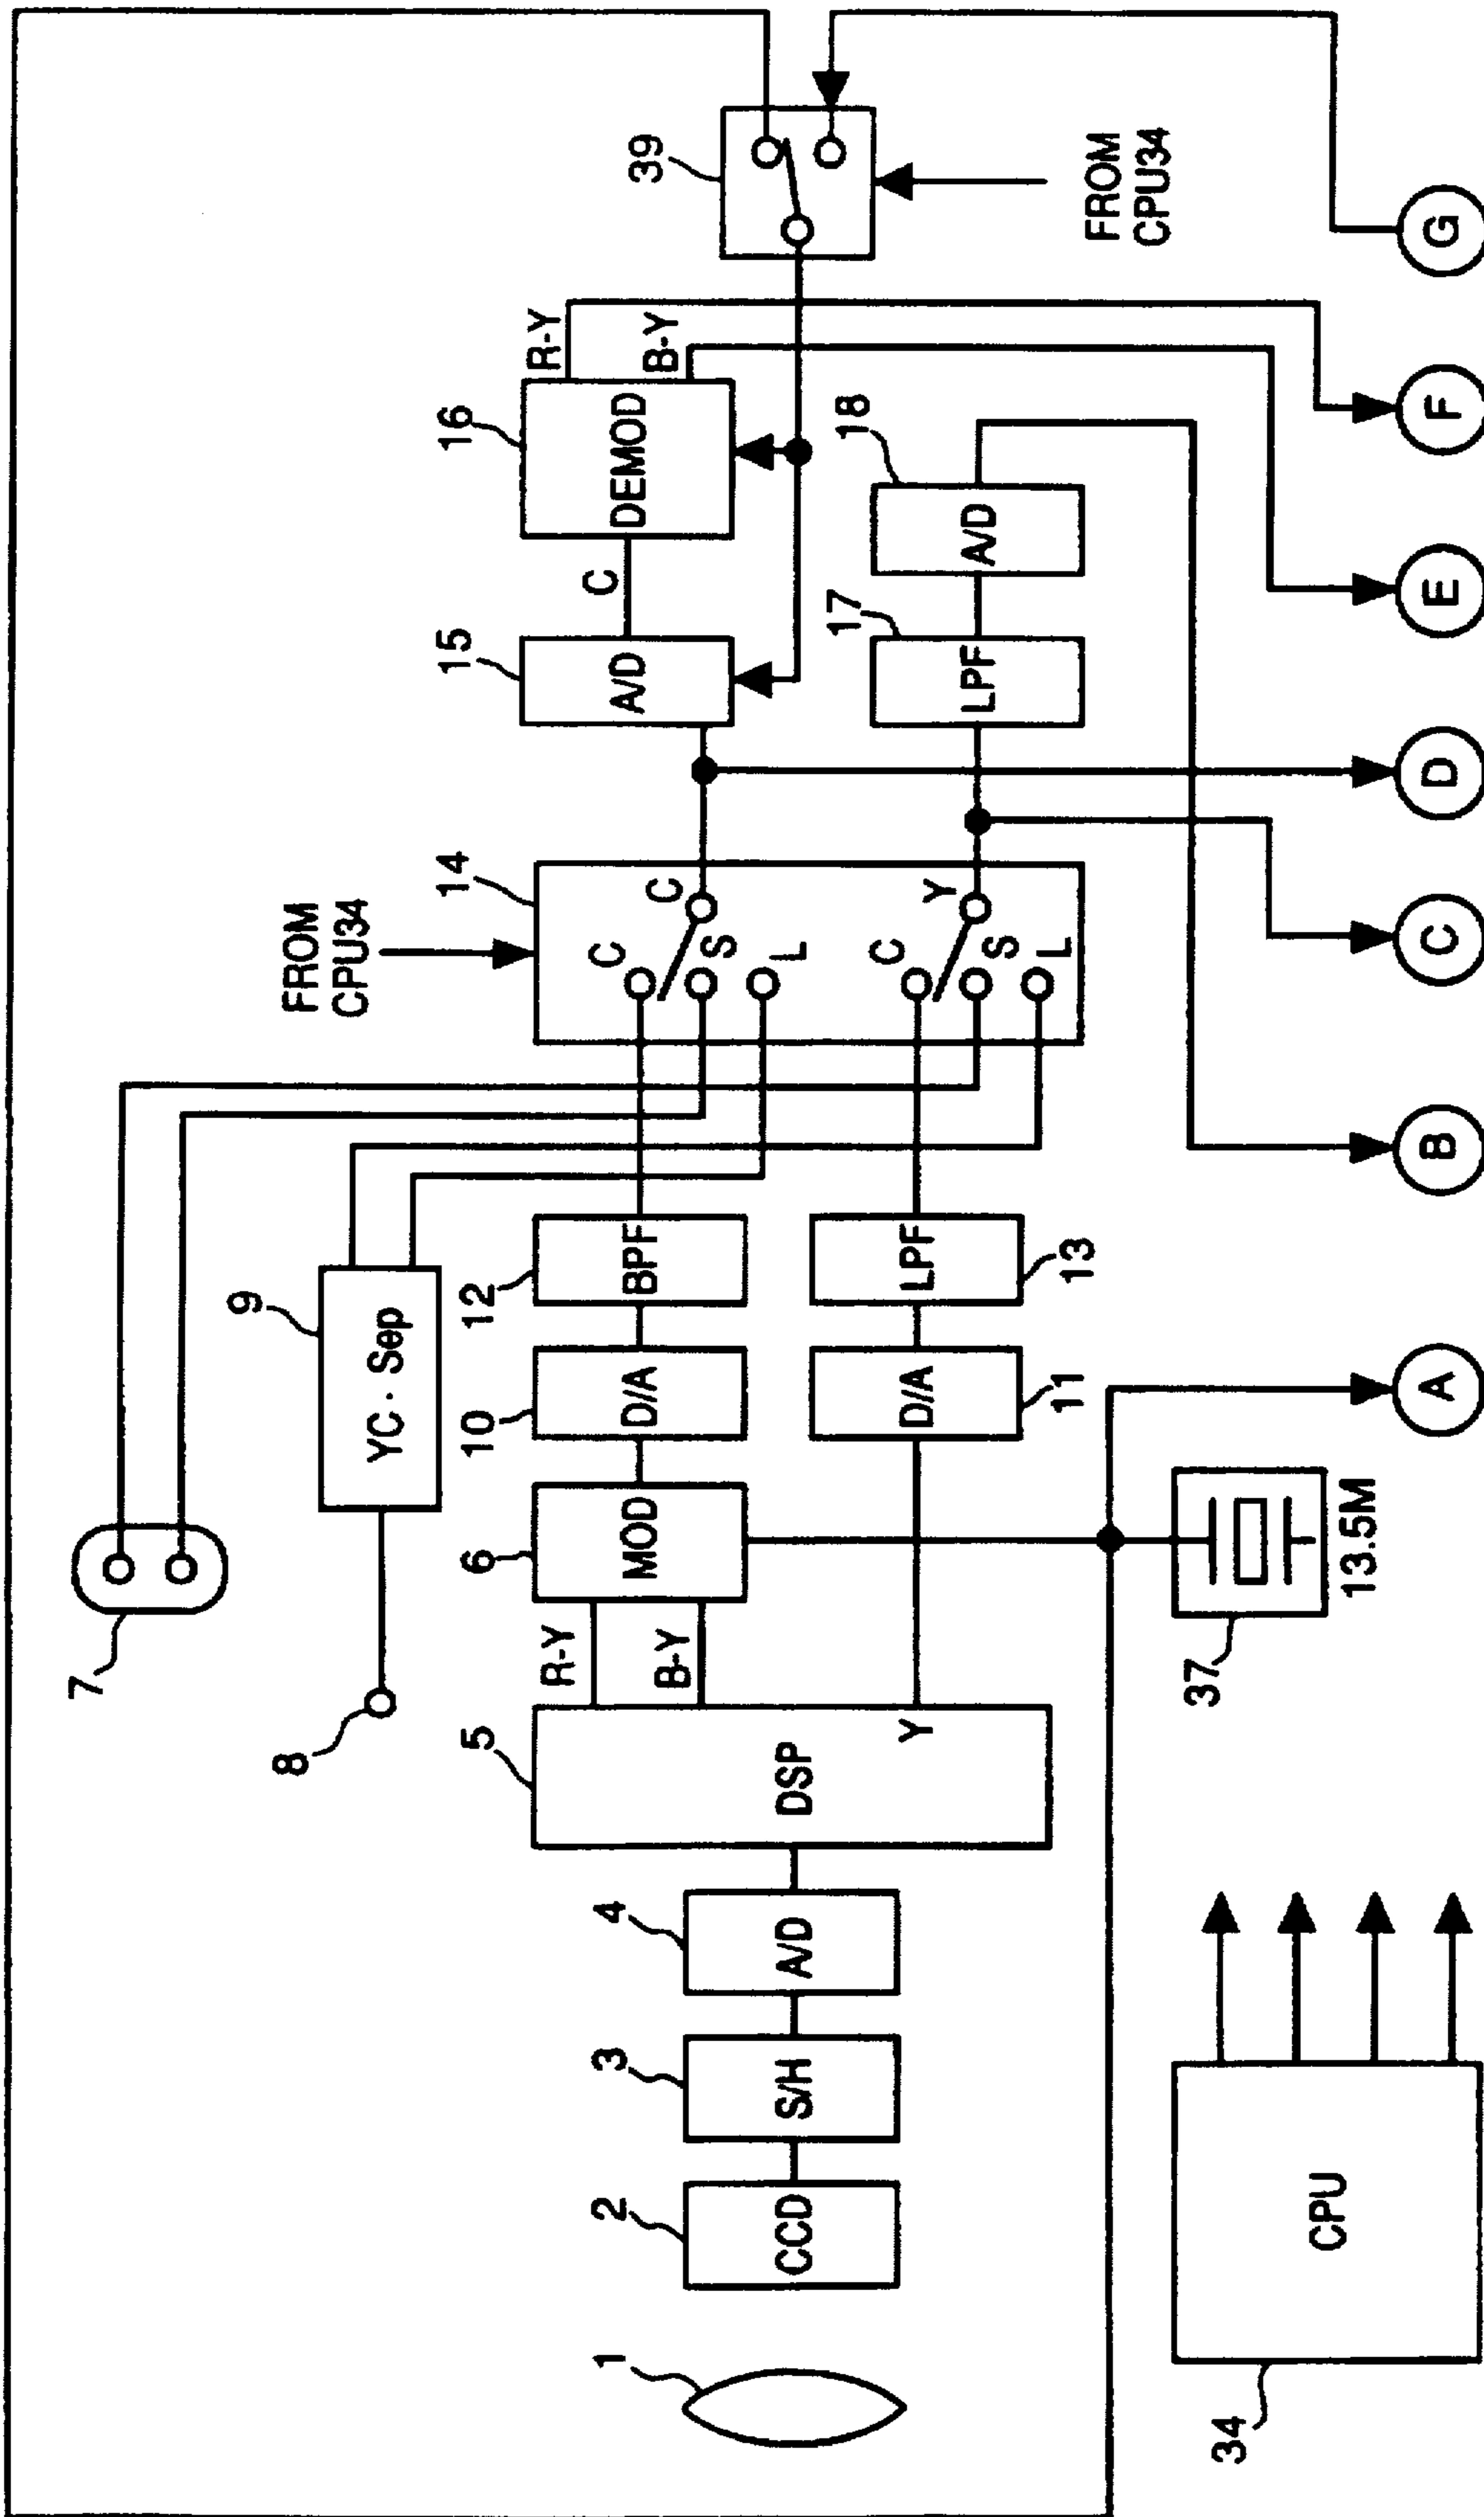 1
2
CCD
3
S/H
4
A/D
5
DSP
R-Y
B-Y
Y
6
MOD
7
8
9
YC · Sep
10
D/A
11
D/A
12
BPF
13
LPF
FROM
CPU34
14
C
S
L
C
C
S
L
Y
15
A/D
C
16
DEMOD
R-Y
B-Y
17
LPF
18
A/D
39
FROM
CPU34
34
CPU
37
13.5M
A
B
C
D
E
F
G